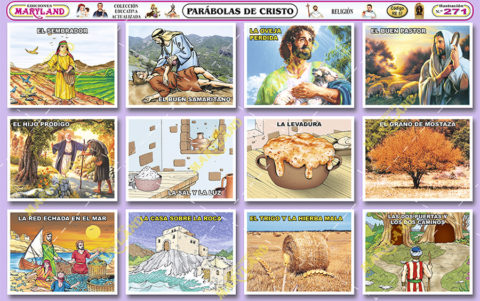 EDICIONES
MARYLAND
COLECCIÓN
EDUCATIVA
ACTUALIZADA
PARÁBOLAS DE CRISTO
RELIGIÓN
Código
Ilustración
N.° 271
EL SEMBRADOR
EL BUEN SAMARITANO
LA OVEJA
PERDIDA
EL BUEN PASTOR
EL HIJO PRÓDIGO
LA SAL Y LA LUZ
LA LEVADURA
EL GRANO DE MOSTAZA
LA RED ECHADA EN EL MAR
LA CASA SOBRE LA ROCA
EL TRIGO Y LA HIERBA MALA
LAS DOS PUERTAS Y
LOS DOS CAMINOS